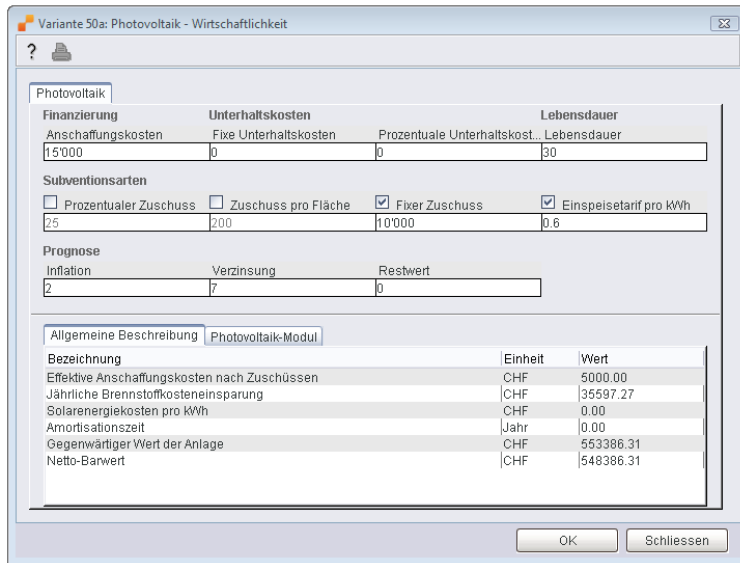 Variante 50a: Photovoltaik - Wirtschaftlichkeit
?
Photovoltaik
Finanzierung Unterhaltskosten Lebensdauer
Anschaffungskosten Fixe Unterhaltskosten Prozentuale Unterhaltskost... Lebensdauer
15'000 0 0 30
Subventionsarten
Prozentualer Zuschuss Zuschuss pro Fläche Fixer Zuschuss Einspeisetarif pro kWh
25 200 10'000 0.6
Prognose
Inflation Verzinsung Restwert
2 7 0
Allgemeine Beschreibung Photovoltaik-Modul
Bezeichnung Einheit Wert
Effektive Anschaffungskosten nach Zuschüssen CHF 5000.00
Jährliche Brennstoffkosteneinsparung CHF 35597.27
Solarenergiekosten pro kWh CHF 0.00
Amortisationszeit Jahr 0.00
Gegenwärtiger Wert der Anlage CHF 553386.31
Netto-Barwert CHF 548386.31
OK Schliessen